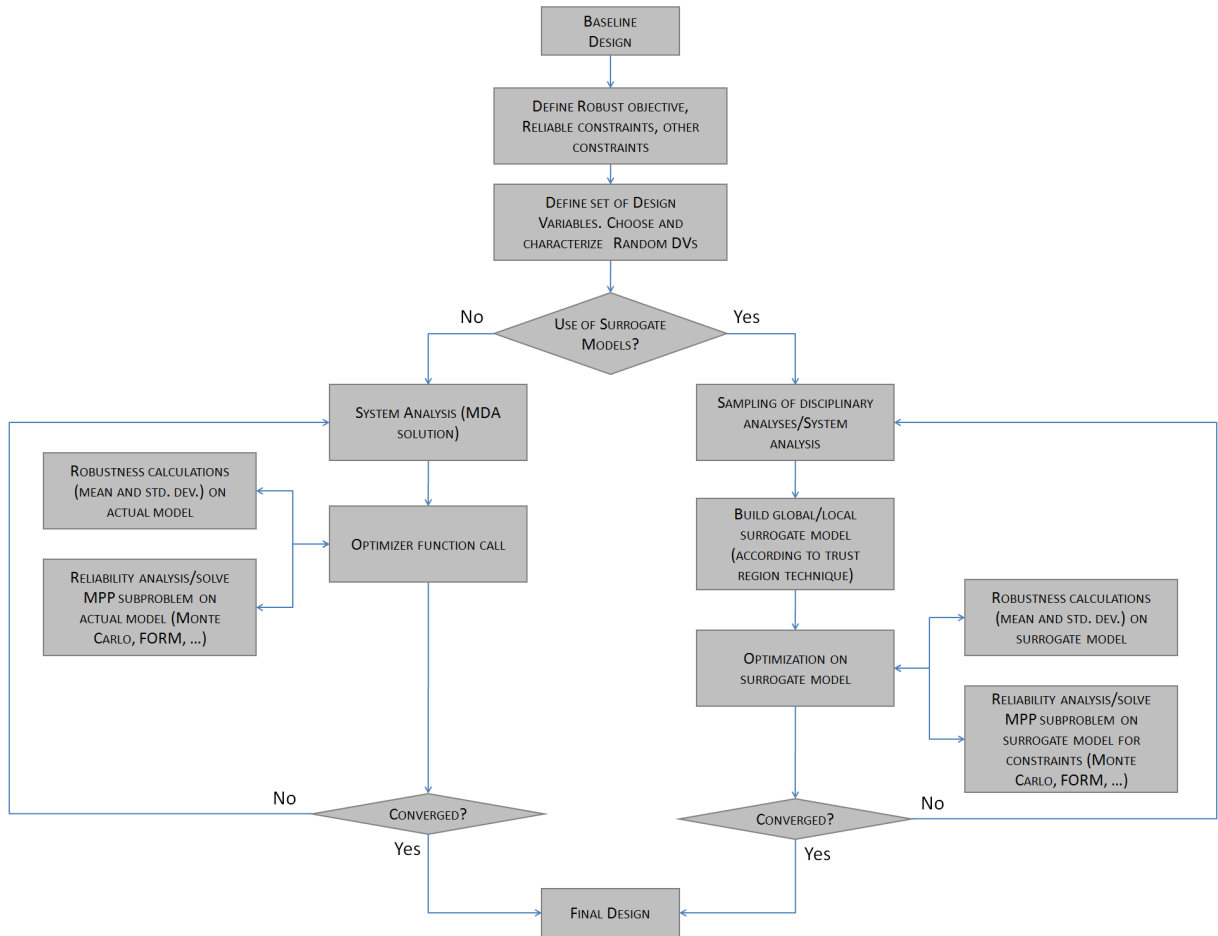 Baseline
Design
Define Robust objective,
Reliable constraints, other
constraints
Define set of Design
Variables. Choose and
characterize Random DVs
No
Use of Surrogate
Models?
Yes
System Analysis (MDA
solution)
Robustness calculations
(mean and std. dev.) on
actual model
Optimizer function call
Reliability analysis/solve
MPP subproblem on
actual model (Monte
Carlo, FORM, ...)
No
Converged?
Yes
Sampling of disciplinary
analyses/System
analysis
Build global/local
surrogate model
(according to trust
region technique)
Optimization on
surrogate model
Robustness calculations
(mean and std. dev.) on
surrogate model
Reliability analysis/solve
MPP subproblem on
surrogate model for
constraints (Monte
Carlo, FORM, ...)
Converged?
No
Yes
Final Design